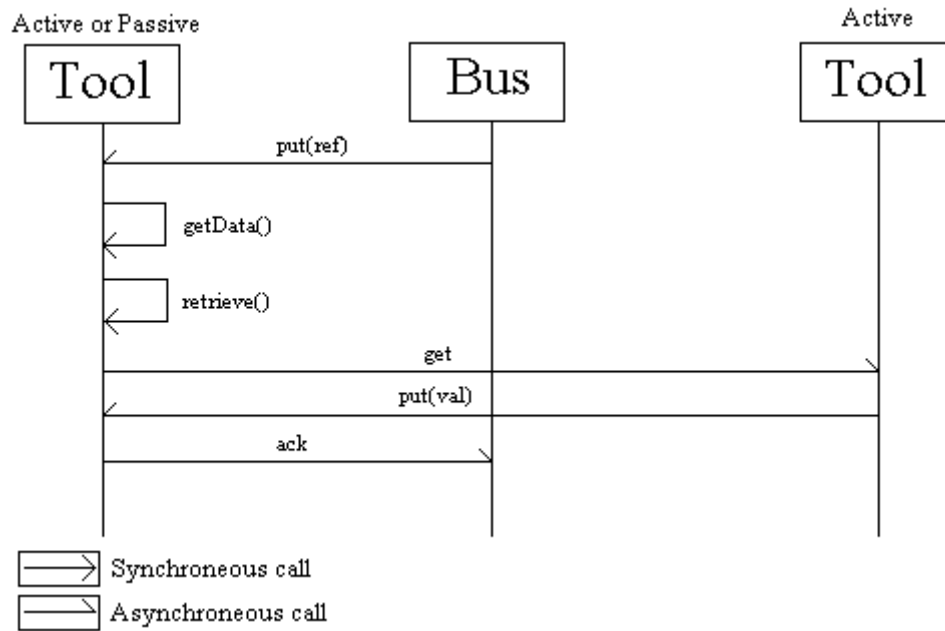 Active or Passive
Active
Tool
Bus
Tool
put(ref)
getData()
retrieve()
get
put(val)
ack
Synchroneous call
Asynchroneous call